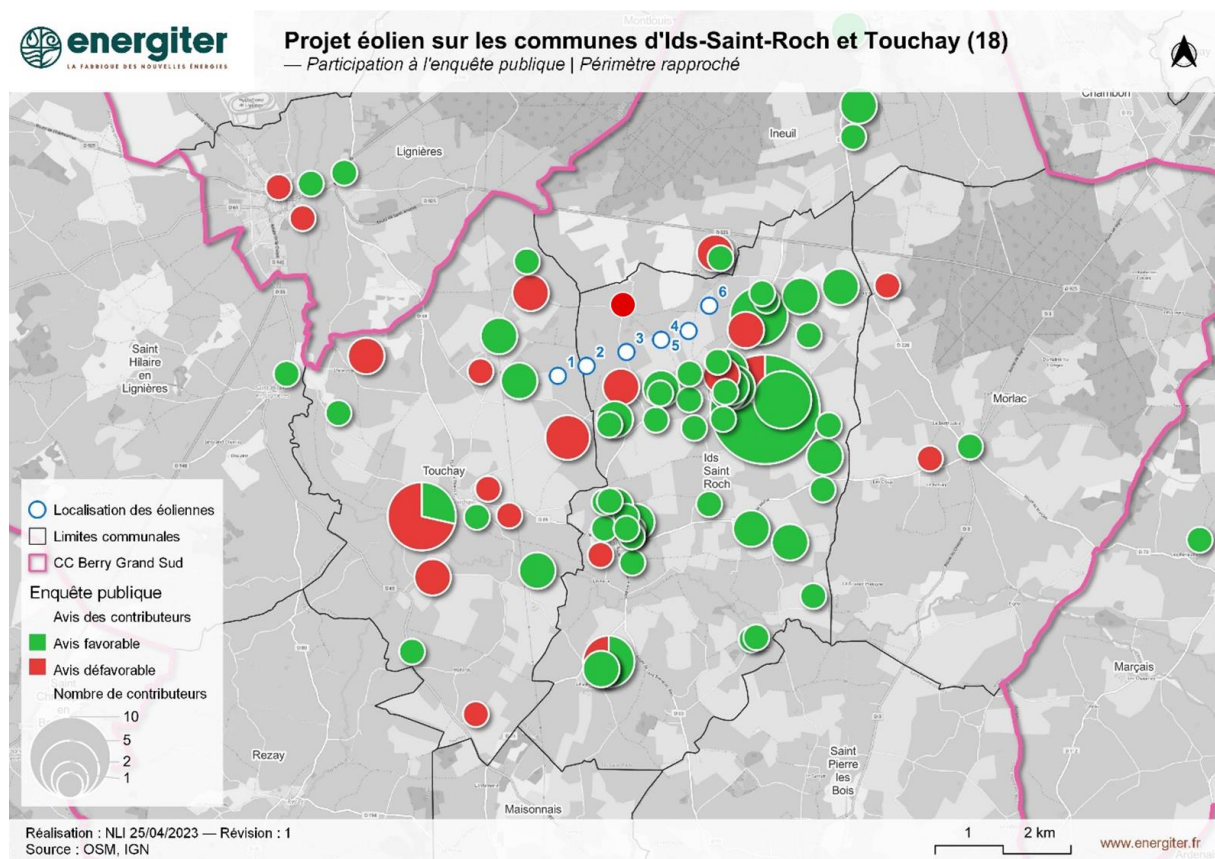 Montlouis
energiter
LA FABRIQUE DES NOUVELLES ÉNERGIES
Projet éolien sur les communes d'Ids-Saint-Roch et Touchay (18)
— Participation à l'enquête publique | Périmètre rapproché
Chambon
Lignières
Ineuil
6
4
3
5
2
1
Saint
Hilaire
en
Lignières
Morlac
Touchay
Ids
Saint
Roch
Marçais
Rezay
Saint
Pierre
les
Bois
Maisonnais
Localisation des éoliennes
Limites communales
CC Berry Grand Sud
Enquête publique
Avis des contributeurs
Avis favorable
Avis défavorable
Nombre de contributeurs
10
5
2
1
Réalisation : NLI 25/04/2023 — Révision : 1
Source : OSM, IGN
1 2 km
www.energiter.fr